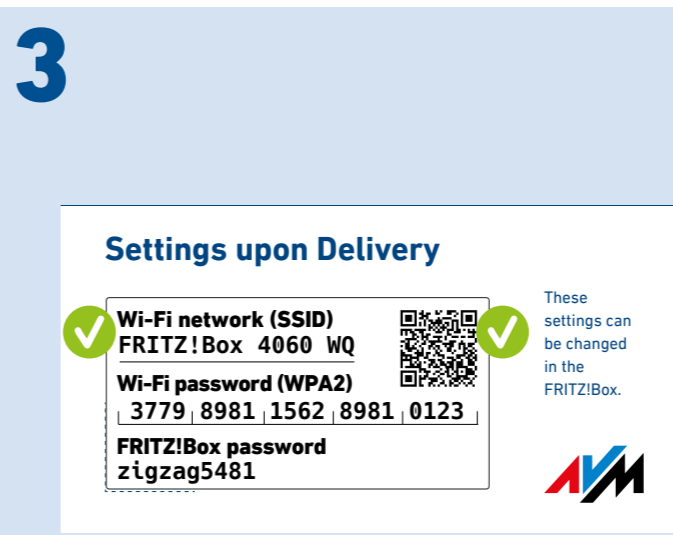 3
Settings upon Delivery
Wi-Fi network (SSID)
FRITZ!Box 4060 WQ
Wi-Fi password (WPA2)
3779 8981 1562 8981 0123
FRITZ!Box password
zigzag5481
These
settings can
be changed
in the
FRITZ!Box.
AVM